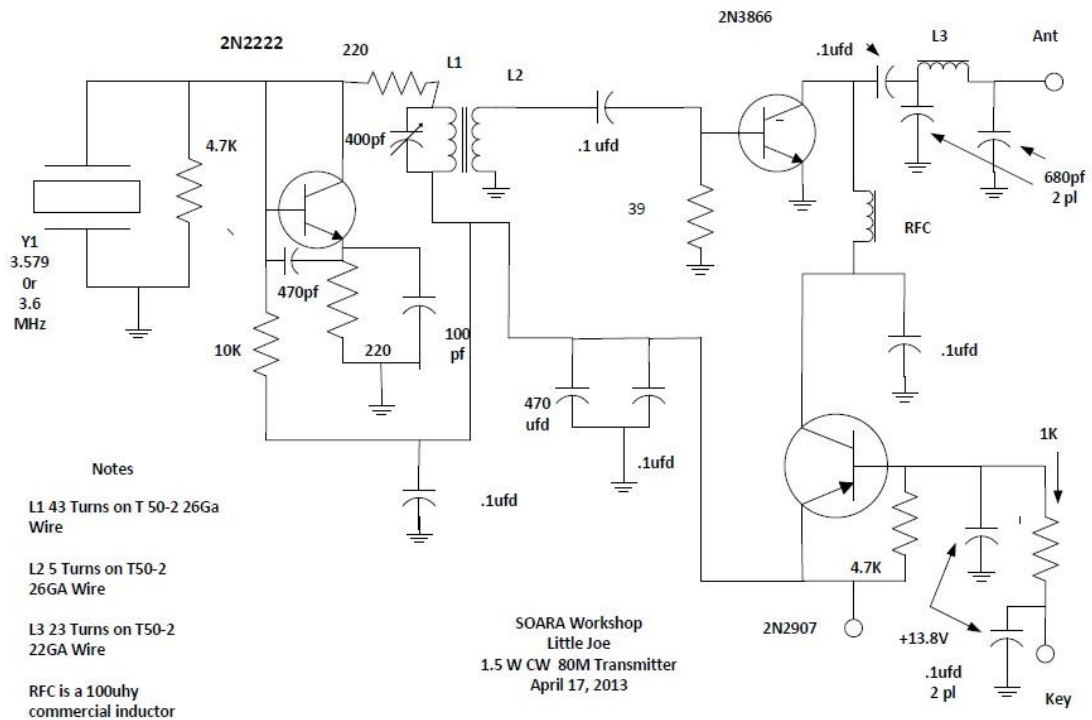 2N3866
2N2222
220
L1
L2
.1ufd
L3
Ant
4.7K
400pf
.1 ufd
680pf
2 pl
39
RFC
Y1
3.579
0r
3.6
MHz
470pf
10K
220
100
pf
.1ufd
470
ufd
.1ufd
1K
Notes
.1ufd
L1 43 Turns on T 50-2 26Ga
Wire
L2 5 Turns on T50-2
26GA Wire
4.7K
SOARA Workshop
Little Joe
1.5 W CW 80M Transmitter
April 17, 2013
2N2907
+13.8V
.1ufd
2 pl
Key
L3 23 Turns on T50-2
22GA Wire
RFC is a 100uhy
commercial inductor